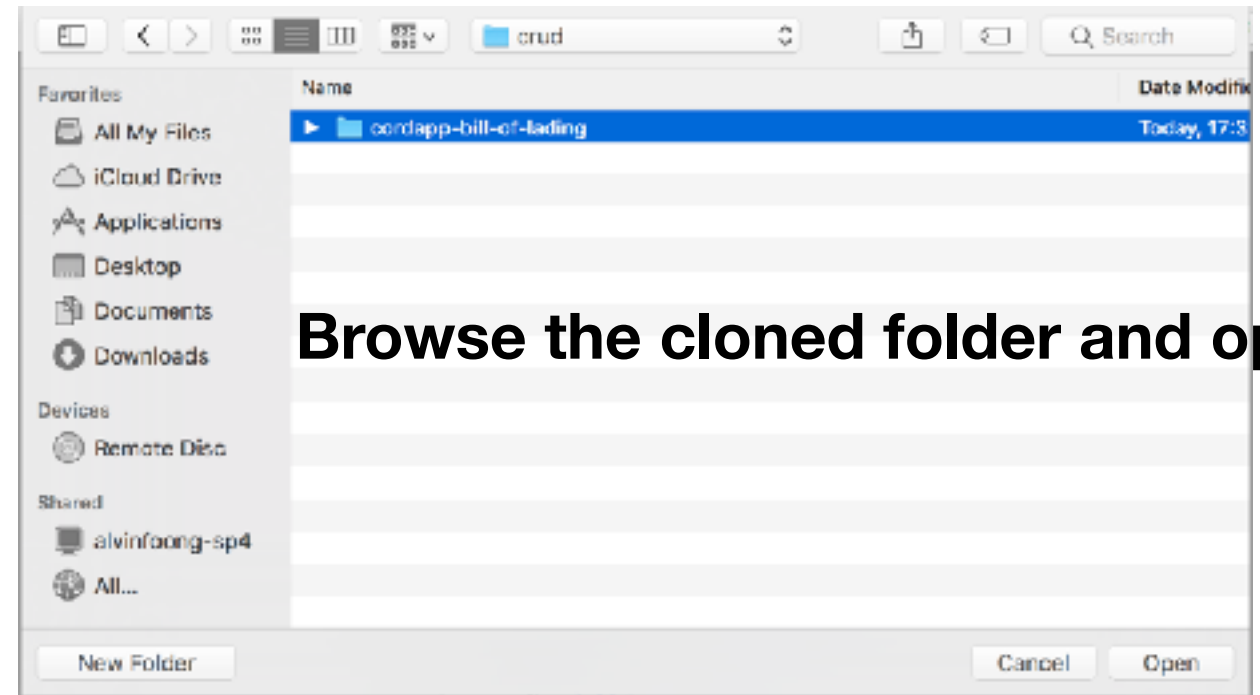 crud
Search
Favorites
Name
Date Modifie
All My Files
cordapp-bill-of-lading
Today, 17:3
iCloud Drive
Applications
Desktop
Documents
Browse the cloned folder and op
Downloads
Devices
Remote Disc
Shared
alvinfoong-sp4
All...
New Folder
Cancel
Open